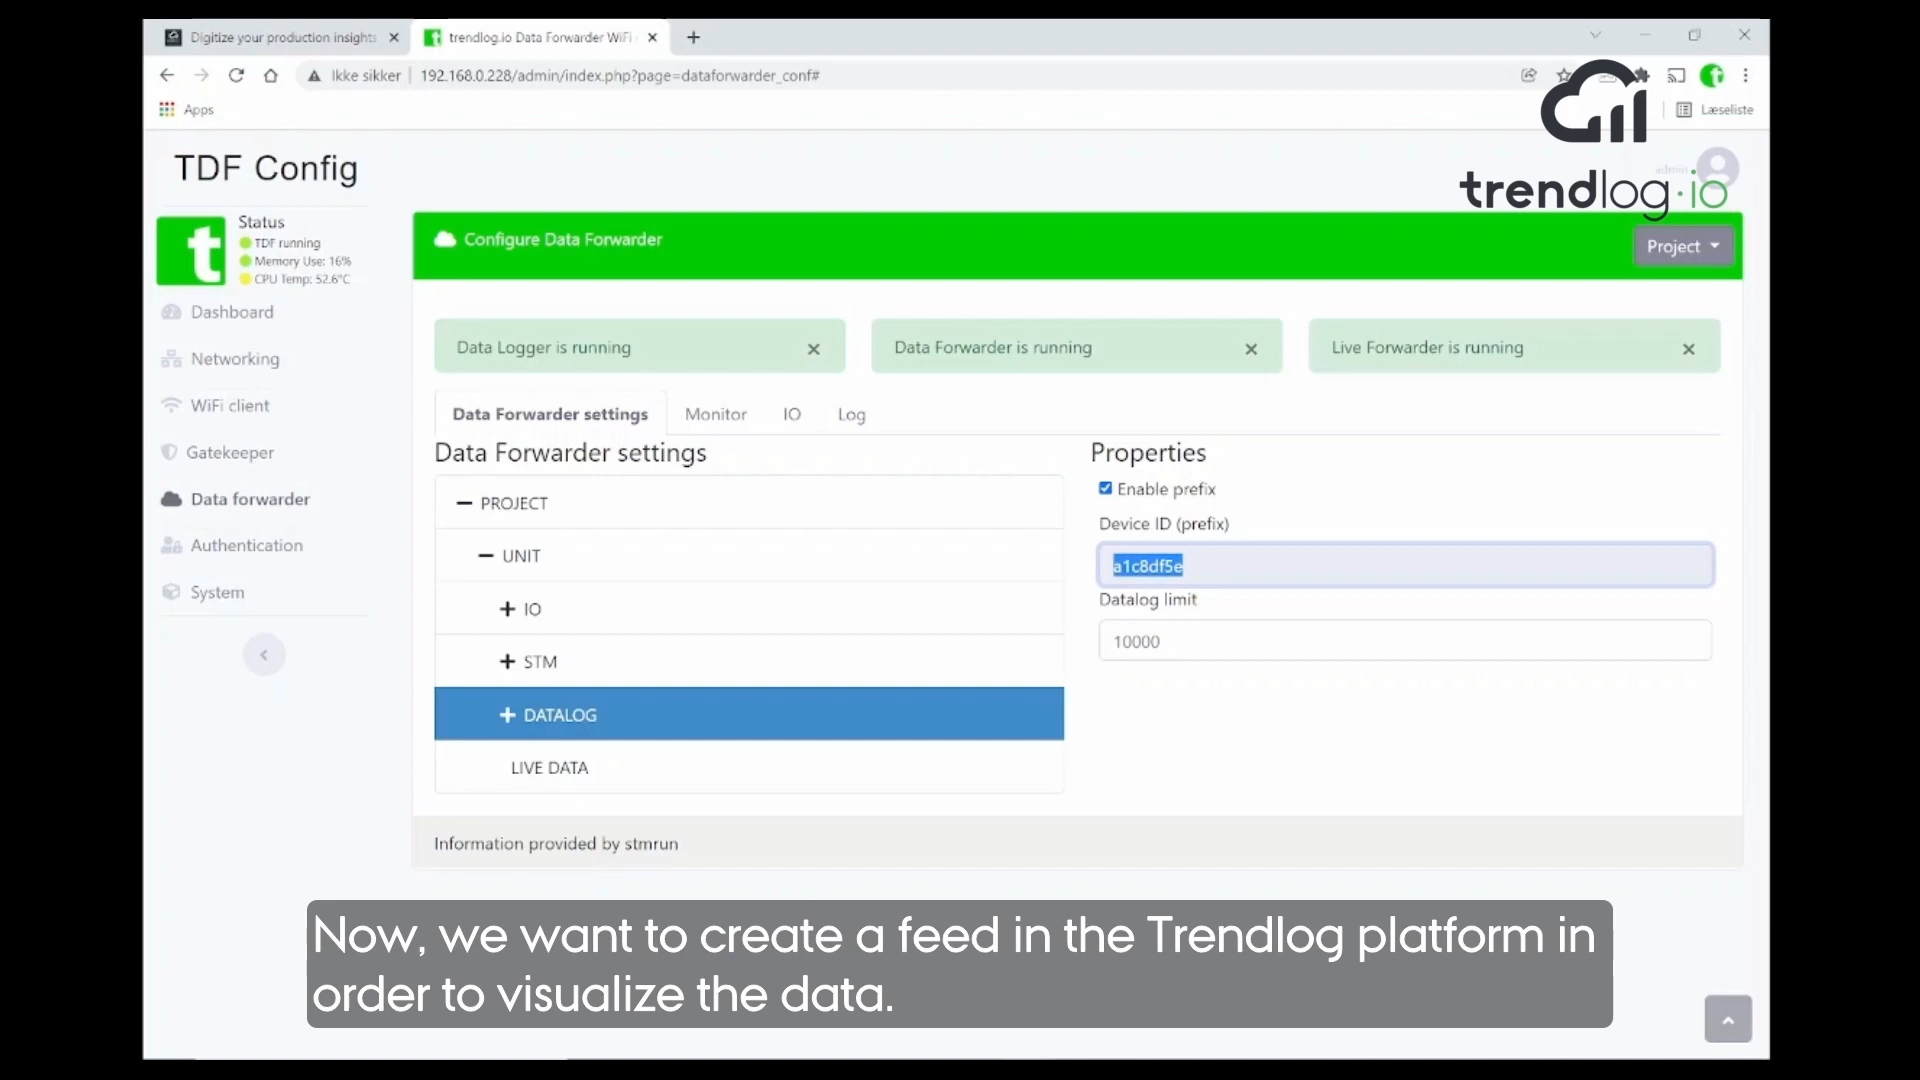 Digitize your production insights
trendlog.io Data Forwarder WiFi
Ikke sikker
192.168.0.228/admin/index.php?page=dataforwarder_conf#
Apps
Læseliste
TDF Config
admin
trendlog.io
Status
TDF running
Memory Use: 16%
CPU Temp: 52.6°C
Configure Data Forwarder
Project
Dashboard
Networking
WiFi client
Gatekeeper
Data forwarder
Authentication
System
Data Logger is running
Data Forwarder is running
Live Forwarder is running
Data Forwarder settings
Monitor
IO
Log
Data Forwarder settings
PROJECT
UNIT
IO
STM
DATALOG
LIVE DATA
Properties
Enable prefix
Device ID (prefix)
a1c8df5e
Datalog limit
10000
Information provided by stmrun
Now, we want to create a feed in the Trendlog platform in
order to visualize the data.